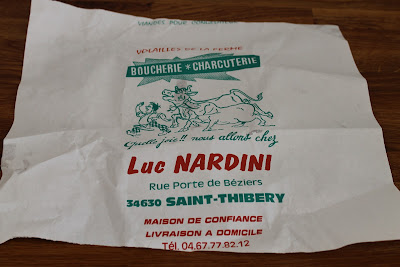 VOLAILLES DE LA FERME
BOUCHERIE * CHARCUTERIE
Quelle joie!! nous allons chez
Luc NARDINI
Rue Porte de Béziers
34630 SAINT-THIBERY
MAISON DE CONFIANCE
LIVRAISON A DOMICILE
Tél. 04.67.77.82.12